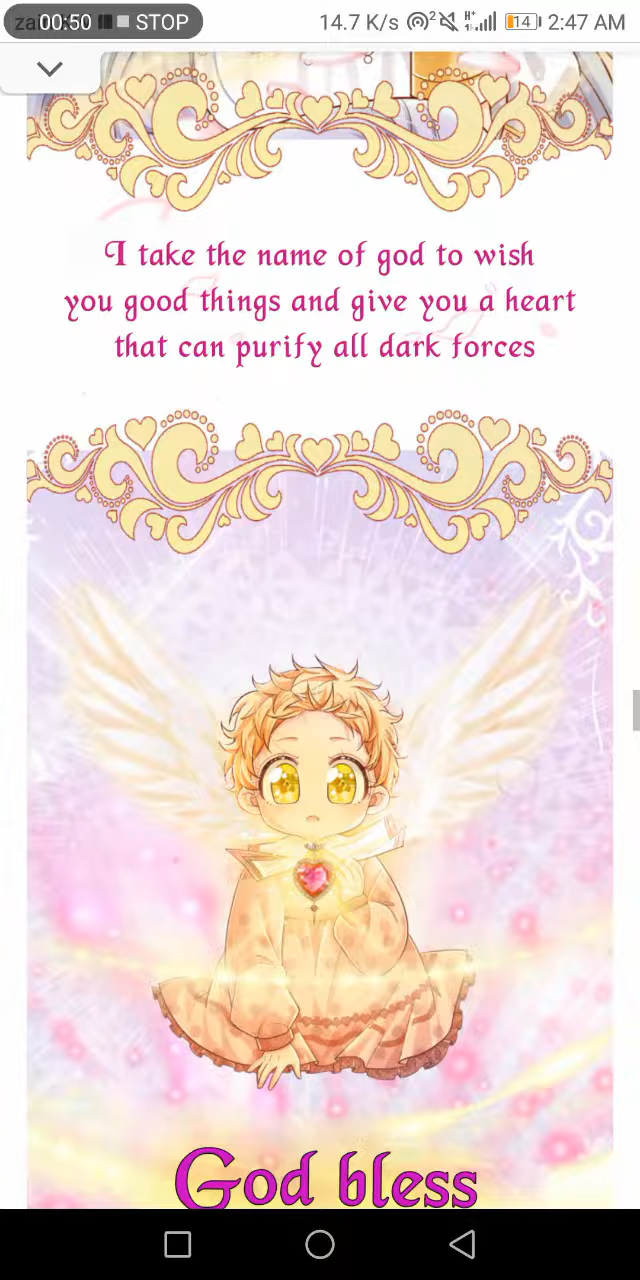 00:50 STOP
14.7 K/s 14 2:47 AM
I take the name of god to wish
you good things and give you a heart
that can purify all dark forces
God bless